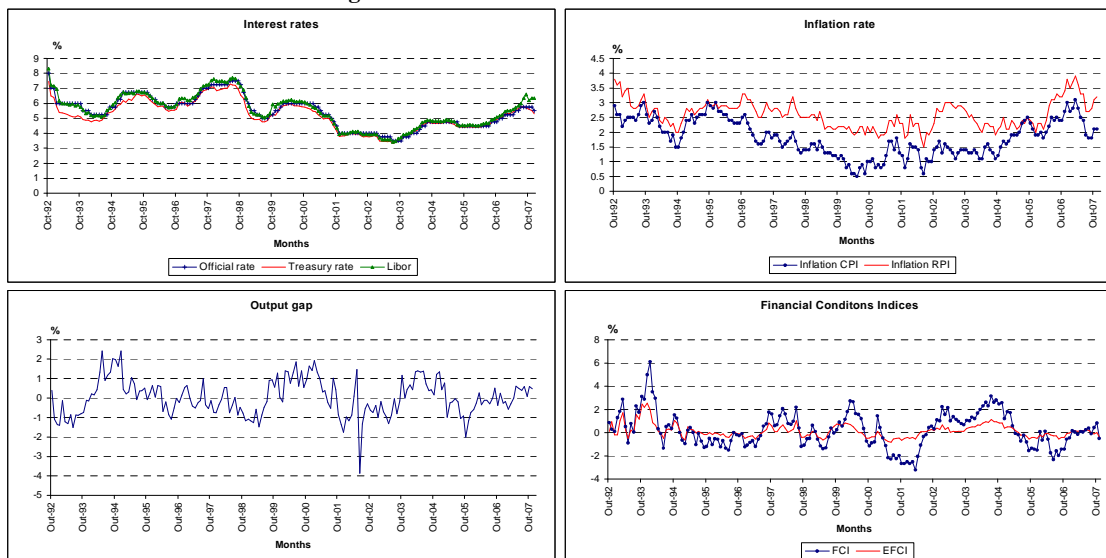 Interest rates
%
9
8
7
6
5
4
3
2
1
0
Oct-92
Oct-93
Oct-94
Oct-95
Oct-96
Oct-97
Oct-98
Oct-99
Oct-00
Oct-01
Oct-02
Oct-03
Oct-04
Oct-05
Oct-06
Oct-07
Months
Official rate Treasury rate Libor
Inflation rate
%
4.5
4
3.5
3
2.5
2
1.5
1
0.5
0
Out-92
Out-93
Out-94
Out-95
Out-96
Out-97
Out-98
Out-99
Out-00
Out-01
Out-02
Out-03
Out-04
Out-05
Out-06
Out-07
Months
Inflation CPI Inflation RPI
Output gap
%
3
2
1
0
-1
-2
-3
-4
-5
Out-92
Out-93
Out-94
Out-95
Out-96
Out-97
Out-98
Out-99
Out-00
Out-01
Out-02
Out-03
Out-04
Out-05
Out-06
Out-07
Months
Financial Conditons Indices
%
8
6
4
2
0
-2
-4
Out-92
Out-93
Out-94
Out-95
Out-96
Out-97
Out-98
Out-99
Out-00
Out-01
Out-02
Out-03
Out-04
Out-05
Out-06
Out-07
Months
FCI EFCI